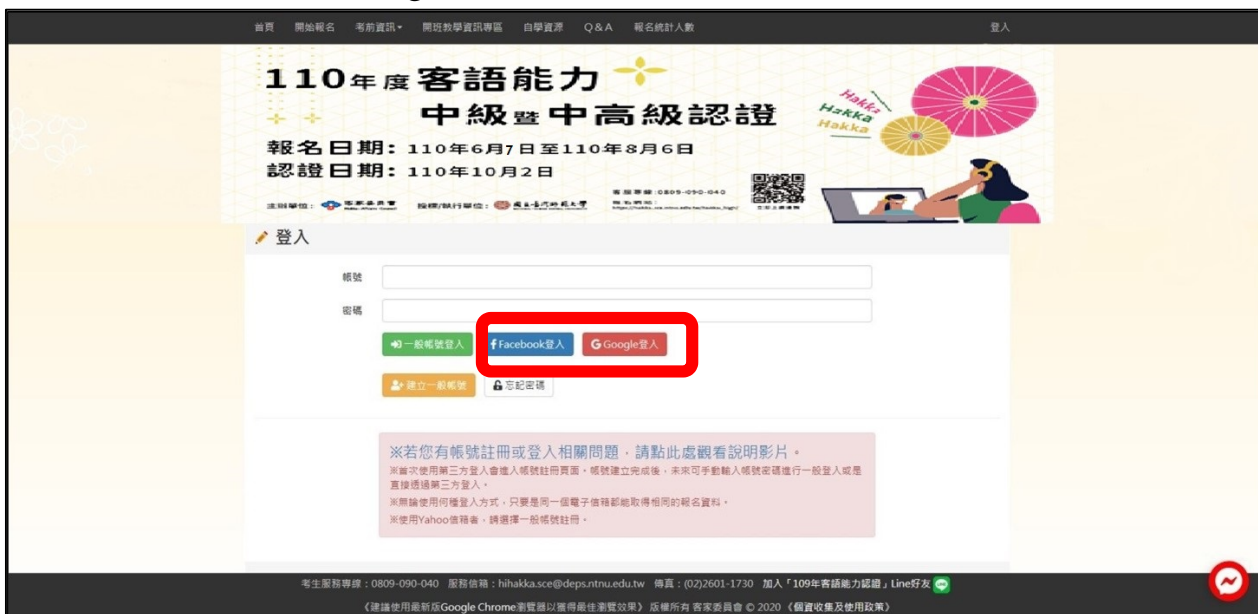 首頁 開始報名 考前資訊 開班教學資訊專區 自學資源 Q&A 報名統計人數 登入
110年度客語能力
中級暨中高級認證
Hakka
Hakka
Hakka
報名日期：110年6月7日至110年8月6日
認證日期：110年10月2日
客服專線:0809-090-040
主辦單位： 客家委員會
登入
帳號
密碼
一般帳號登入 Facebook登入 Google登入
建立一般帳號 忘記密碼
※若您有帳號註冊或登入相關問題，請點此處觀看說明影片。
※首次使用第三方登入會進入帳號註冊頁面，帳號建立完成後，未來可手動輸入帳號密碼進行一般登入或是
直接透過第三方登入。
※無論使用何種登入方式，只要是同一個電子信箱都能取得相同的報名資料。
※使用Yahoo信箱者，請選擇一般帳號註冊。
考生服務專線：0809-090-040 服務信箱：hihakka.sce@deps.ntnu.edu.tw 傳真：(02)2601-1730 加入「109年客語能力認證」Line好友
《建議使用最新版Google Chrome瀏覽器以獲得最佳瀏覽效果》 版權所有 客家委員會 © 2020 《個資收集及使用政策》